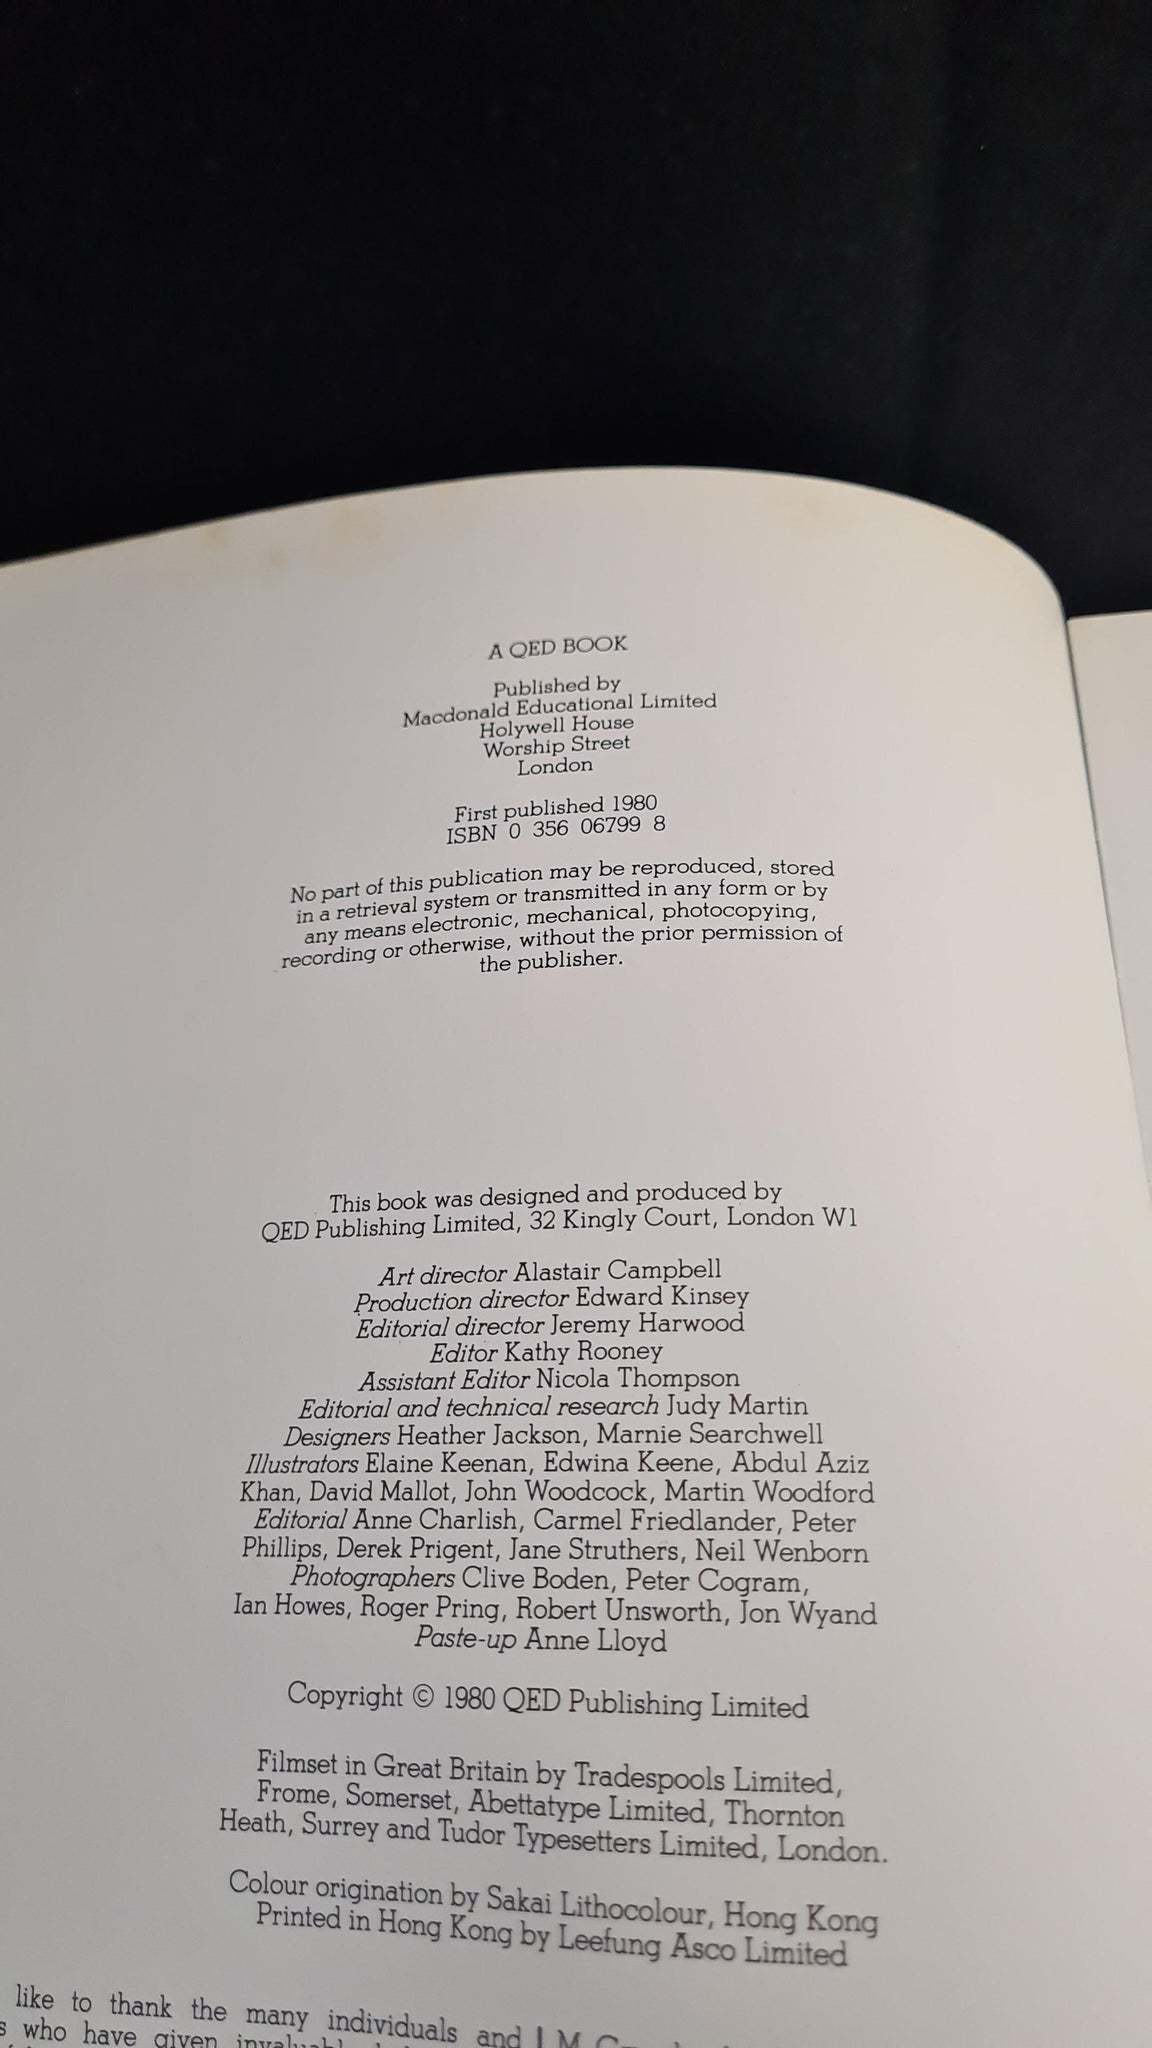 A QED BOOK
Published by
Macdonald Educational Limited
Holywell House
Worship Street
London
First published 1980
ISBN 0 356 06799 8
No part of this publication may be reproduced, stored
in a retrieval system or transmitted in any form or by
any means electronic, mechanical, photocopying,
recording or otherwise, without the prior permission of
the publisher.
This book was designed and produced by
QED Publishing Limited, 32 Kingly Court, London W1
Art director Alastair Campbell
Production director Edward Kinsey
Editorial director Jeremy Harwood
Editor Kathy Rooney
Assistant Editor Nicola Thompson
Editorial and technical research Judy Martin
Designers Heather Jackson, Marnie Searchwell
Illustrators Elaine Keenan, Edwina Keene, Abdul Aziz
Khan, David Mallot, John Woodcock, Martin Woodford
Editorial Anne Charlish, Carmel Friedlander, Peter
Phillips, Derek Prigent, Jane Struthers, Neil Wenborn
Photographers Clive Boden, Peter Cogram,
Ian Howes, Roger Pring, Robert Unsworth, Jon Wyand
Paste-up Anne Lloyd
Copyright © 1980 QED Publishing Limited
Filmset in Great Britain by Tradespools Limited,
Frome, Somerset, Abettatype Limited, Thornton
Heath, Surrey and Tudor Typesetters Limited, London.
Colour origination by Sakai Lithocolour, Hong Kong
Printed in Hong Kong by Leefung Asco Limited
like to thank the many individuals and
who have given